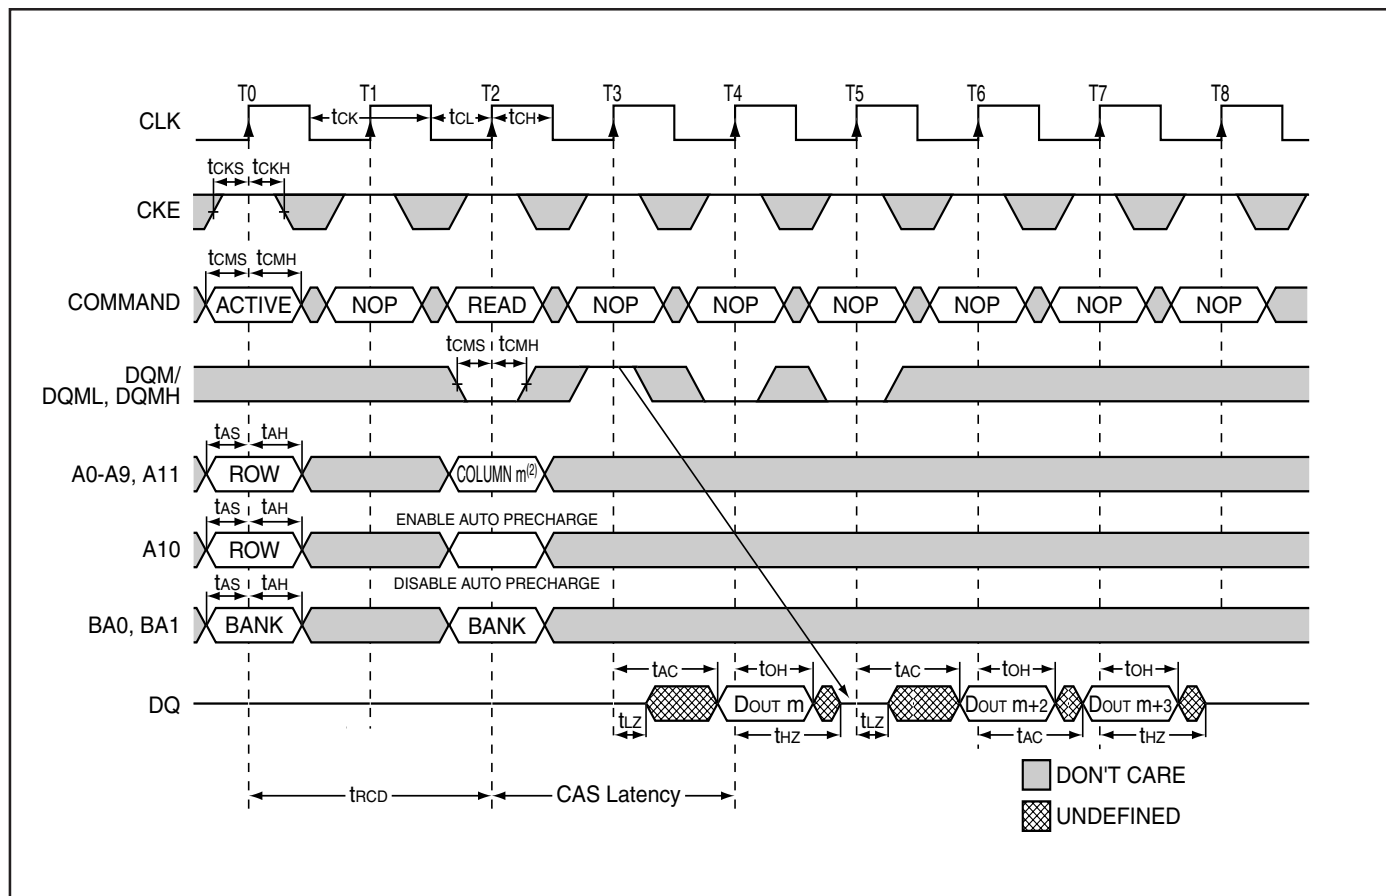 T0 T1 T2 T3 T4 T5 T6 T7 T8
CLK
tCK tCL tCH
tCKS tCKH
CKE
tCMS tCMH
COMMAND ACTIVE NOP READ NOP NOP NOP NOP NOP NOP
tCMS tCMH
DQM/
DQML, DQMH
tAS tAH
A0-A9, A11 ROW COLUMN m(2)
tAS tAH
ENABLE AUTO PRECHARGE
A10 ROW
tAS tAH
DISABLE AUTO PRECHARGE
BA0, BA1 BANK BANK
tAC tOH tAC tOH tOH
DQ DOUT m DOUT m+2 DOUT m+3
tLZ tHZ tLZ tAC tHZ
DON'T CARE
tRCD CAS Latency
UNDEFINED